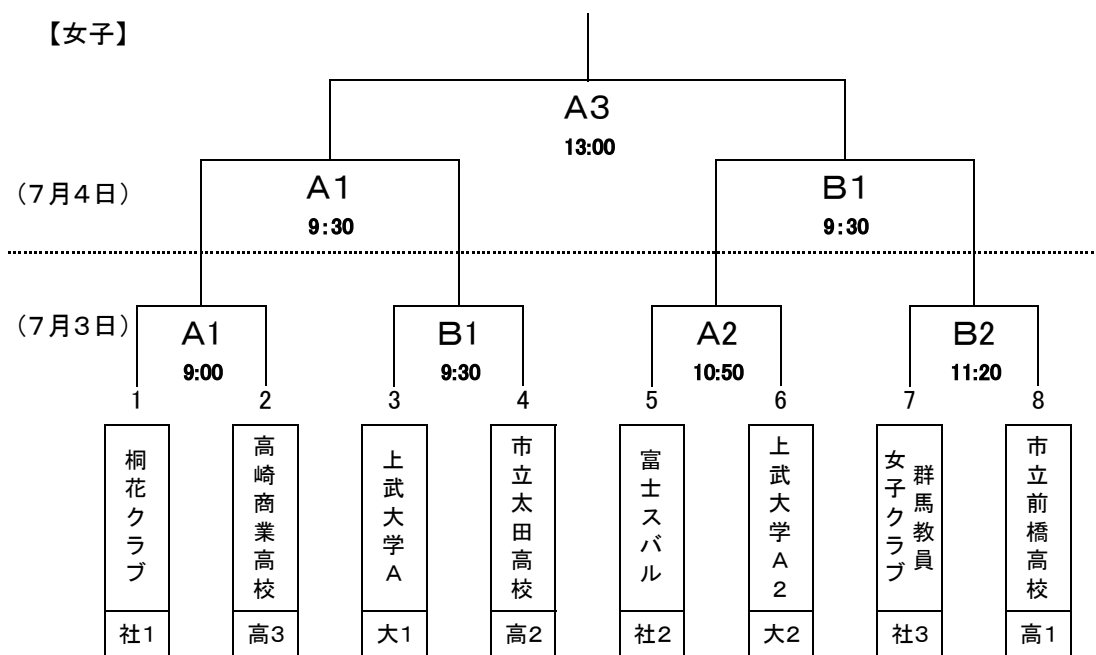 【女子】
A3
13:00
(7月4日)
A1
9:30
B1
9:30
(7月3日)
A1
9:00
B1
9:30
A2
10:50
B2
11:20
1
2
3
4
5
6
7
8
桐花クラブ
高崎商業高校
上武大学A
市立太田高校
富士スバル
上武大学A2
群馬教員
女子クラブ
市立前橋高校
社1
高3
大1
高2
社2
大2
社3
高1